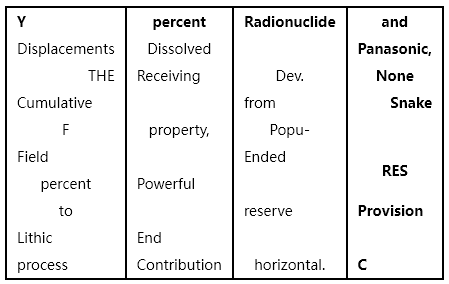 Y percent Radionuclide and
Displacements Dissolved Panasonic,
THE Receiving Dev. None
Cumulative from Snake
F property, Popu-
Field Ended
RES
percent Powerful
to reserve Provision
Lithic End
process Contribution horizontal. C